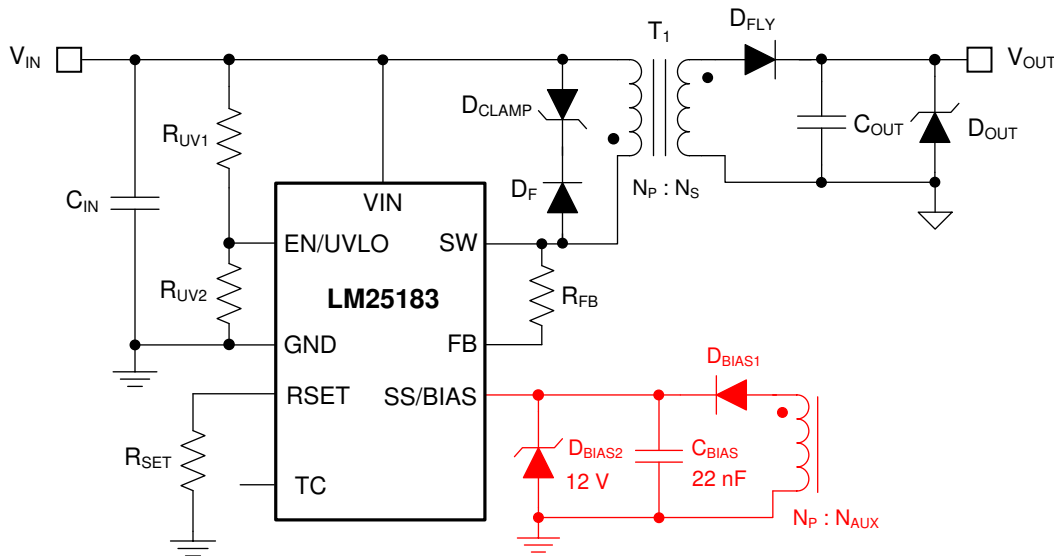 T1
DFLY
VIN
VOUT
DCLAMP
RUV1
COUT
DOUT
DF
NP : NS
CIN
VIN
EN/UVLO
SW
RUV2
LM25183
RFB
GND
FB
DBIAS1
RSET
SS/BIAS
RSET
DBIAS2
12 V
CBIAS
22 nF
TC
NP : NAUX